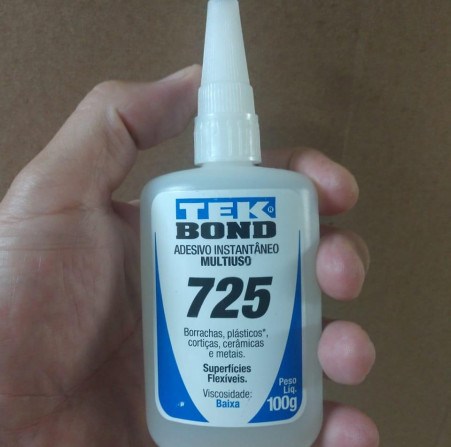 TEK®
BOND
ADESIVO INSTANTÂNEO
MULTIUSO
725
Borrachas, plásticos*,
cortiças, cerâmicas
e metais.
Superfícies
Flexíveis.
Viscosidade:
Baixa
Peso
Líq.
100g